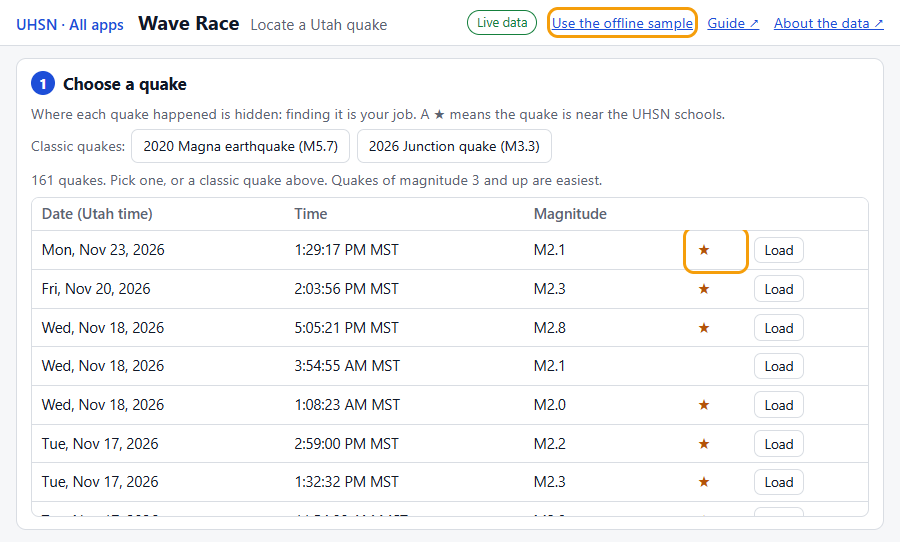 UHSN · All apps Wave Race Locate a Utah quake Live data Use the offline sample Guide ↗ About the data ↗
1 Choose a quake
Where each quake happened is hidden: finding it is your job. A ★ means the quake is near the UHSN schools.
Classic quakes: 2020 Magna earthquake (M5.7) 2026 Junction quake (M3.3)
161 quakes. Pick one, or a classic quake above. Quakes of magnitude 3 and up are easiest.
Date (Utah time) Time Magnitude
Mon, Nov 23, 2026 1:29:17 PM MST M2.1 ★ Load
Fri, Nov 20, 2026 2:03:56 PM MST M2.3 ★ Load
Wed, Nov 18, 2026 5:05:21 PM MST M2.8 ★ Load
Wed, Nov 18, 2026 3:54:55 AM MST M2.1 Load
Wed, Nov 18, 2026 1:08:23 AM MST M2.0 ★ Load
Tue, Nov 17, 2026 2:59:00 PM MST M2.2 ★ Load
Tue, Nov 17, 2026 1:32:32 PM MST M2.3 ★ Load